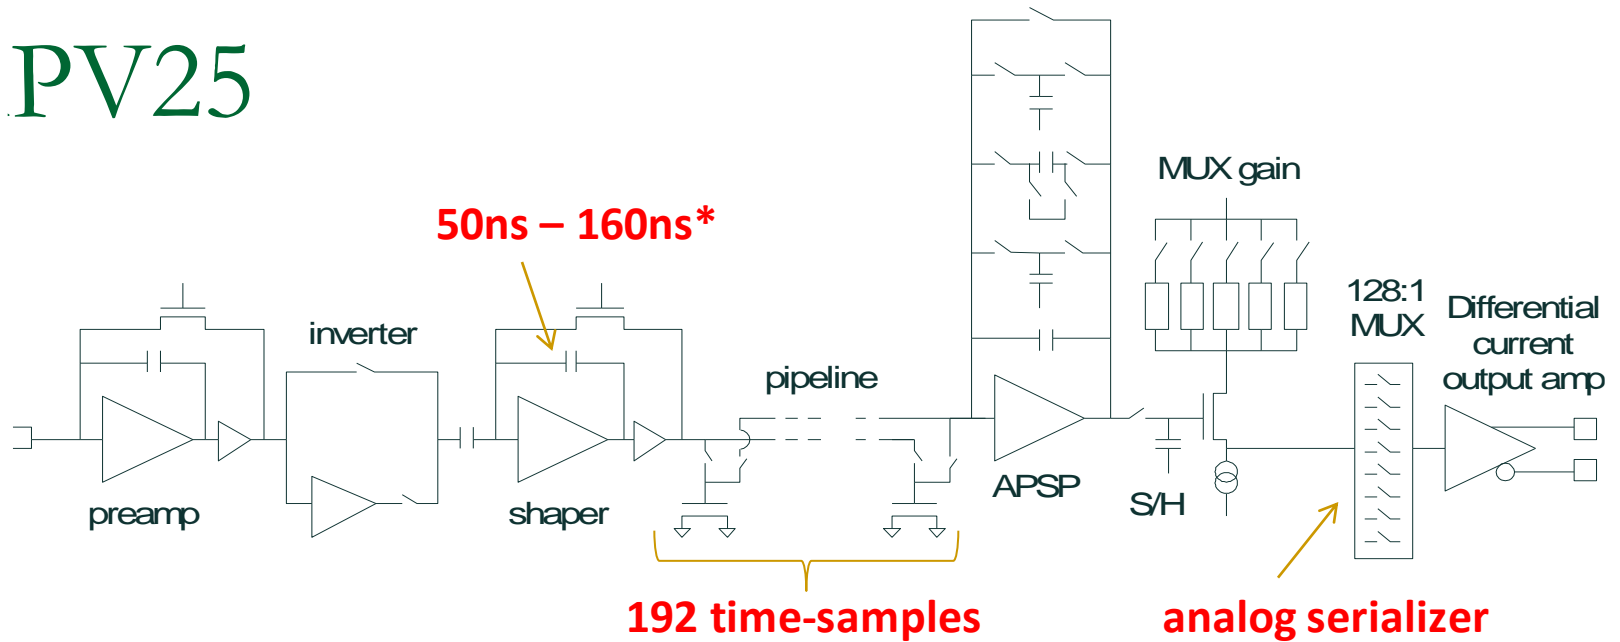 PV25
50ns – 160ns*
MUX gain
128:1
MUX
Differential
current
output amp
inverter
pipeline
preamp
shaper
APSP
S/H
192 time-samples
analog serializer